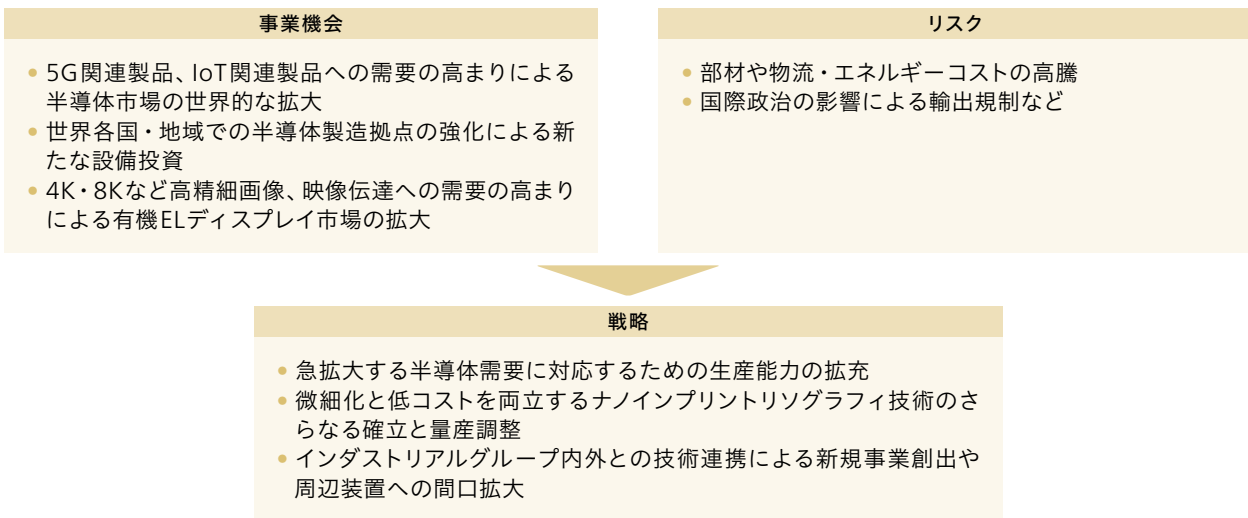 事業機会
• 5G関連製品、IoT関連製品への需要の高まりによる
半導体市場の世界的な拡大
• 世界各国・地域での半導体製造拠点の強化による新
たな設備投資
• 4K・8Kなど高精細画像、映像伝達への需要の高まり
による有機ELディスプレイ市場の拡大
リスク
• 部材や物流・エネルギーコストの高騰
• 国際政治の影響による輸出規制など
戦略
• 急拡大する半導体需要に対応するための生産能力の拡充
• 微細化と低コストを両立するナノインプリントリソグラフィ技術のさ
らなる確立と量産調整
• インダストリアルグループ内外との技術連携による新規事業創出や
周辺装置への間口拡大